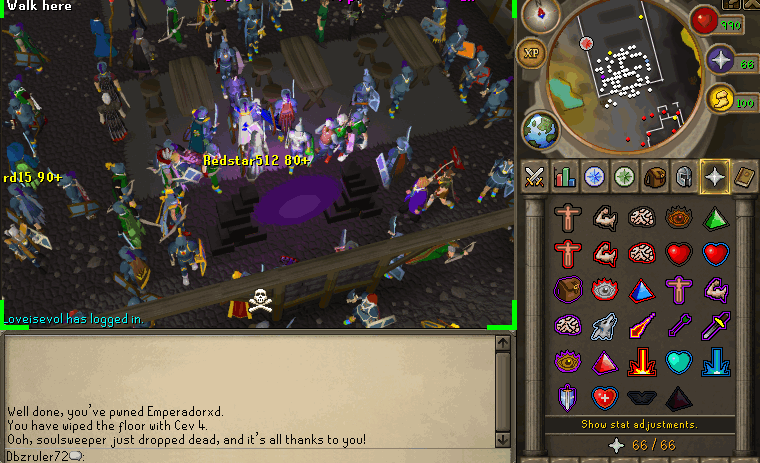 Walk here
XP
990
66
100
Redstar512 80+
rd15 90+
oveisevol has logged in.
Well done, you've pwned Emperadorxd.
You have wiped the floor with Cev 4.
Ooh, soulsweeper just dropped dead, and it's all thanks to you!
Dbzruler72:
Show stat adjustments.
66 / 66